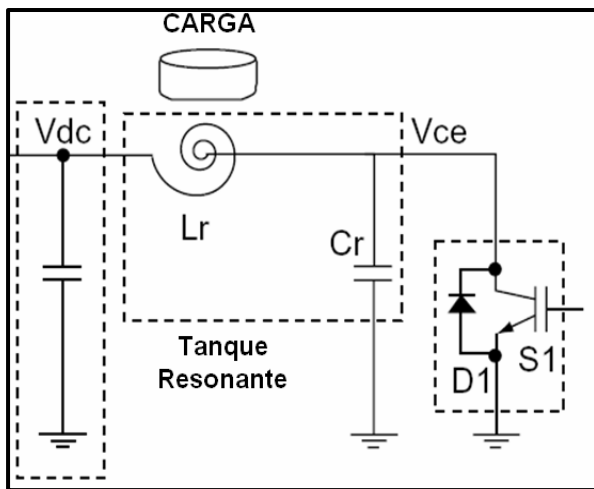 CARGA
Vdc
Vce
Lr
Cr
Tanque
Resonante
D1
S1